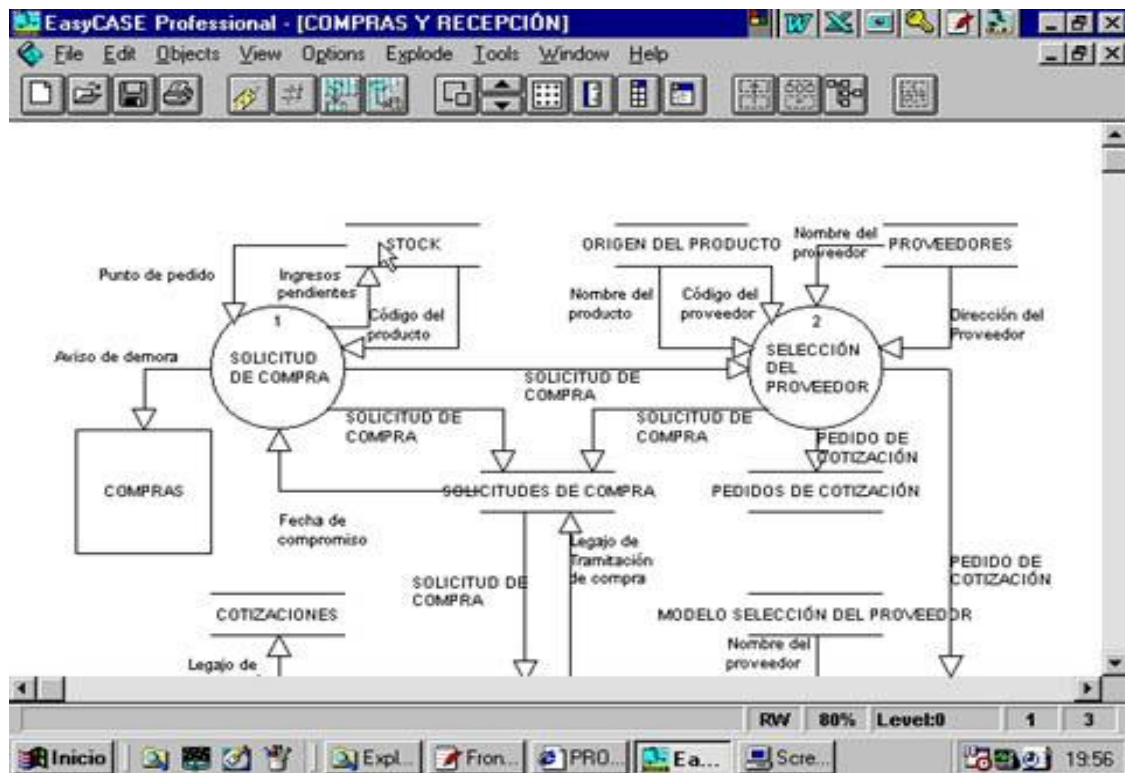 EasyCASE Professional - [COMPRAS Y RECEPCIÓN]
File Edit Objects View Options Explode Tools Window Help
STOCK
ORIGEN DEL PRODUCTO
Nombre del
proveedor
PROVEEDORES
Punto de pedido
Ingresos
pendientes
Código del
producto
Nombre del
producto
Código del
proveedor
Dirección del
Proveedor
1
SOLICITUD
DE COMPRA
2
SELECCIÓN
DEL
PROVEEDOR
Aviso de demora
SOLICITUD DE
COMPRA
SOLICITUD DE
COMPRA
SOLICITUD DE
COMPRA
PEDIDO DE
COTIZACIÓN
COMPRAS
SOLICITUDES DE COMPRA
PEDIDOS DE COTIZACIÓN
Fecha de
compromiso
Legajo de
Tramitación
de compra
SOLICITUD DE
COMPRA
PEDIDO DE
COTIZACIÓN
COTIZACIONES
MODELO SELECCIÓN DEL PROVEEDOR
Legajo de
Nombre del
proveedor
RW 80% Level:0 1 3
Inicio Expl... Fron... PRO... Ea... Scre... 19:56